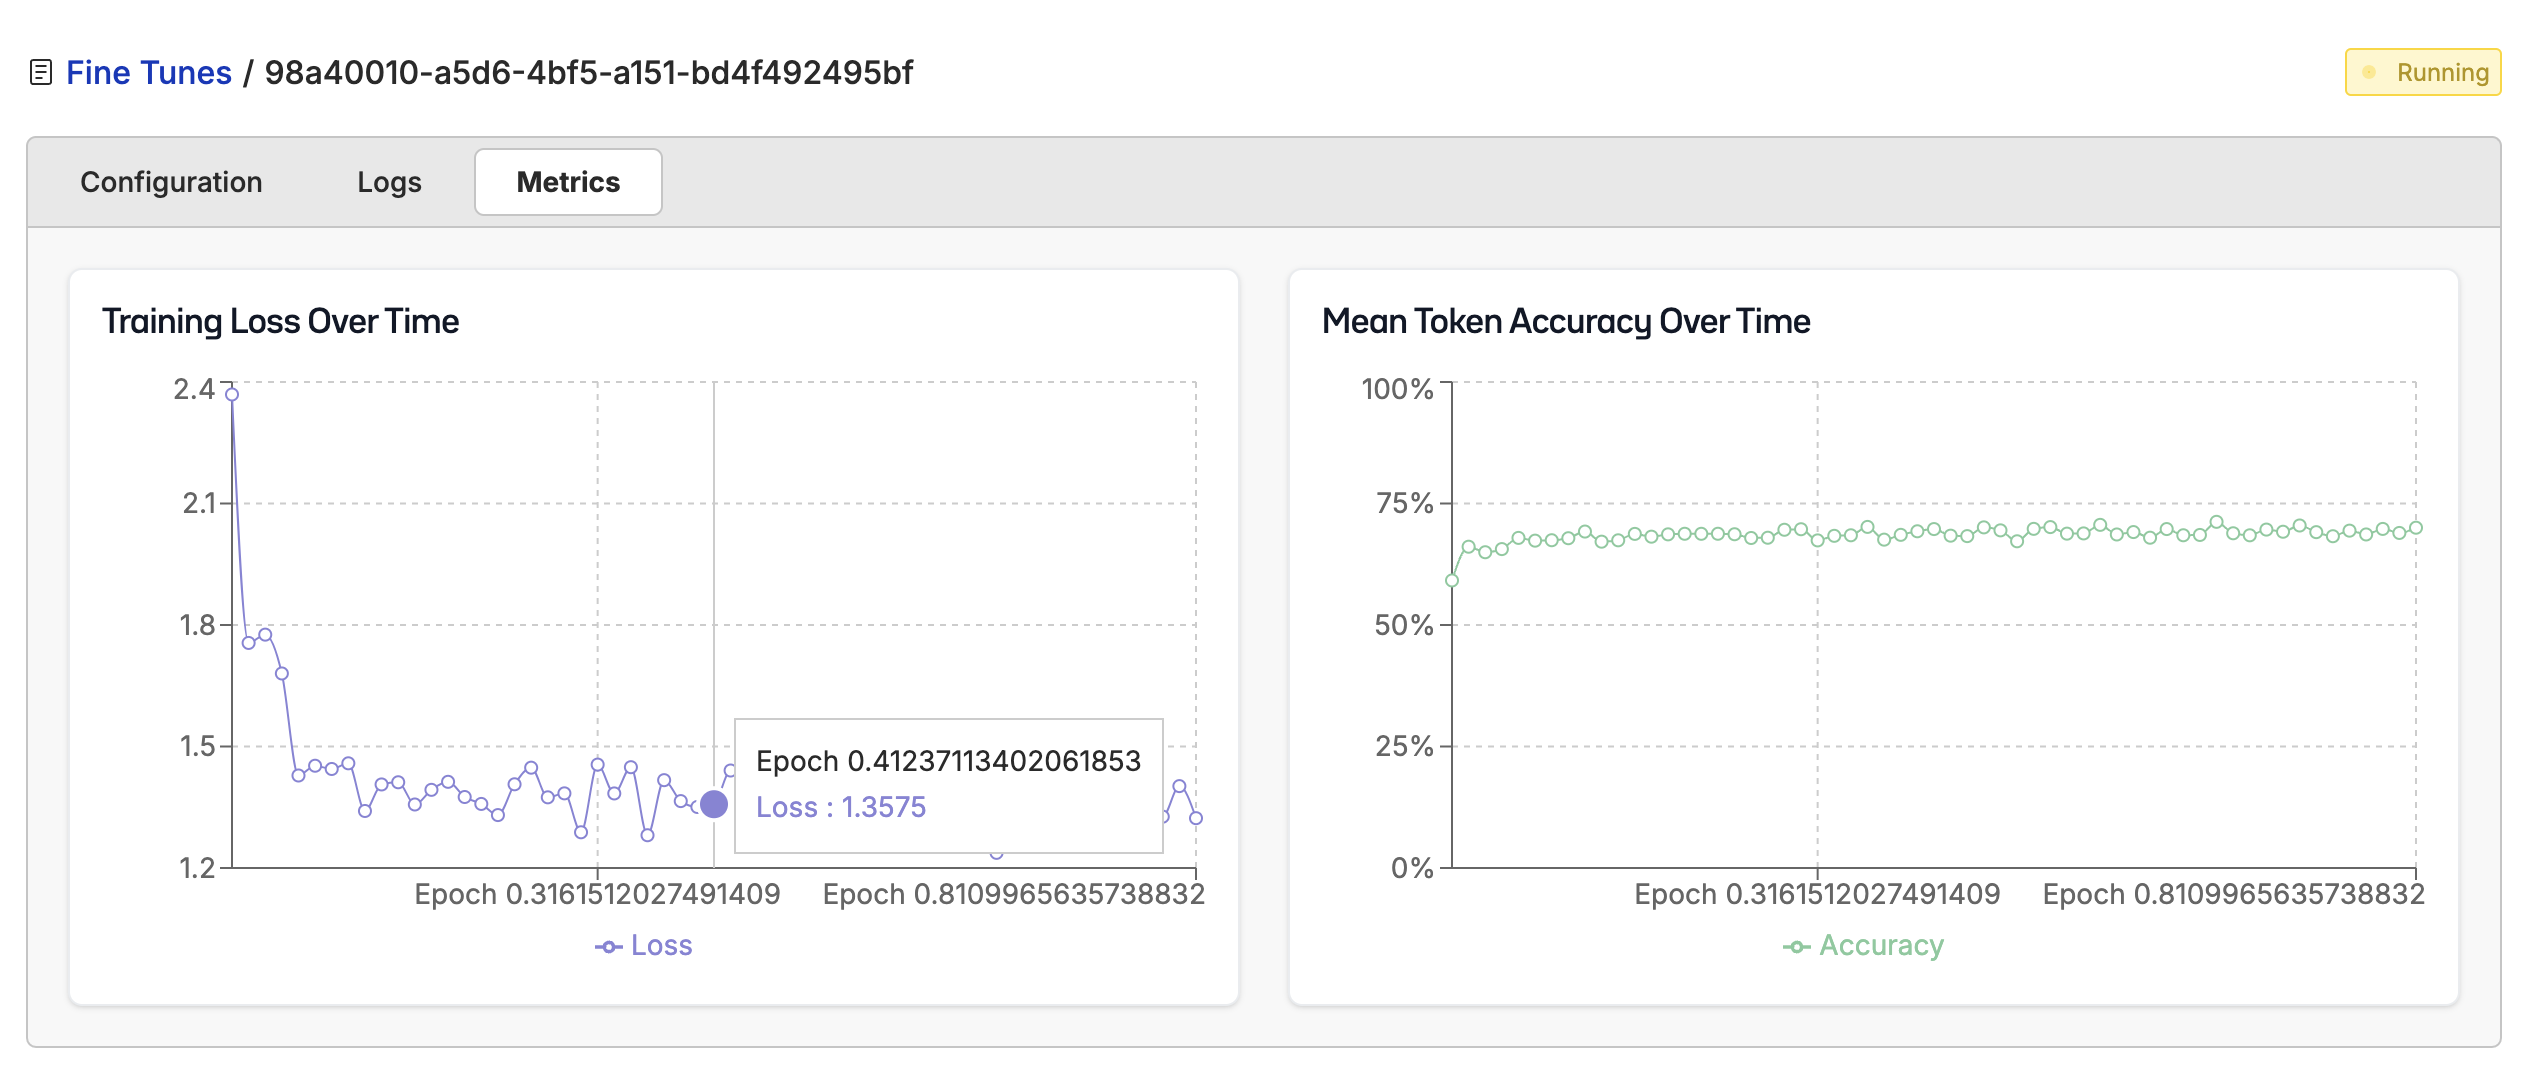 Fine Tunes / 98a40010-a5d6-4bf5-a151-bd4f492495bf
Running
Configuration
Logs
Metrics
Training Loss Over Time
2.4
2.1
1.8
1.5
1.2
Epoch 0.41237113402061853
Loss : 1.3575
Epoch 0.3161512027491409
Epoch 0.8109965635738832
Loss
Mean Token Accuracy Over Time
100%
75%
50%
25%
0%
Epoch 0.3161512027491409
Epoch 0.8109965635738832
Accuracy